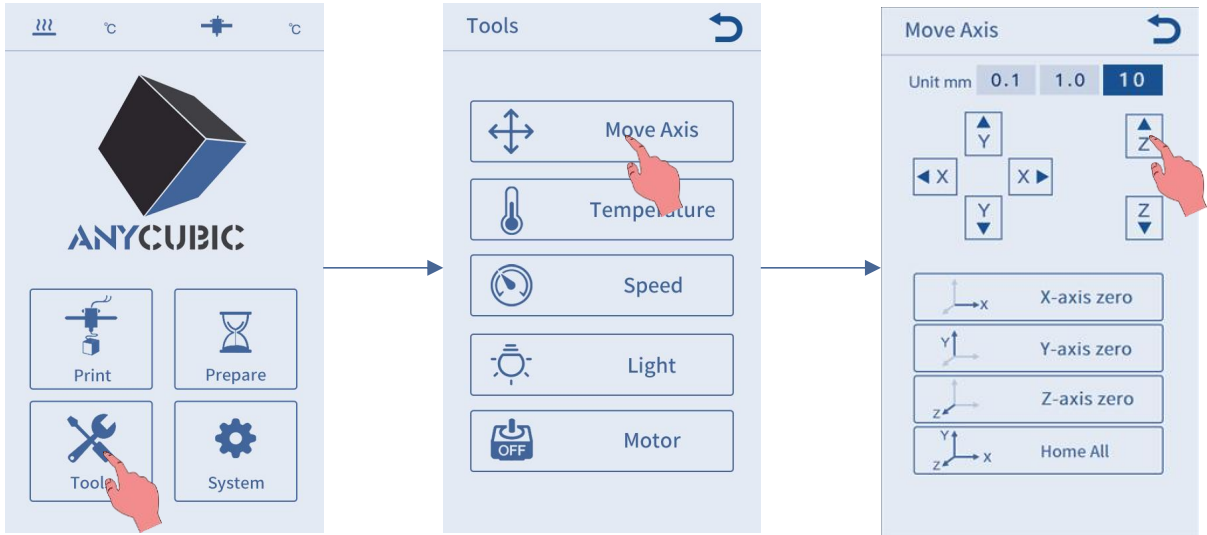 ℃ ℃
ANYCUBIC
Print Prepare
Tools System
Tools
Move Axis
Temperature
Speed
Light
OFF Motor
Move Axis
Unit mm 0.1 1.0 10
Y Z
X X
Y Z
X X-axis zero
Y Y-axis zero
Z Z-axis zero
Y Z X Home All